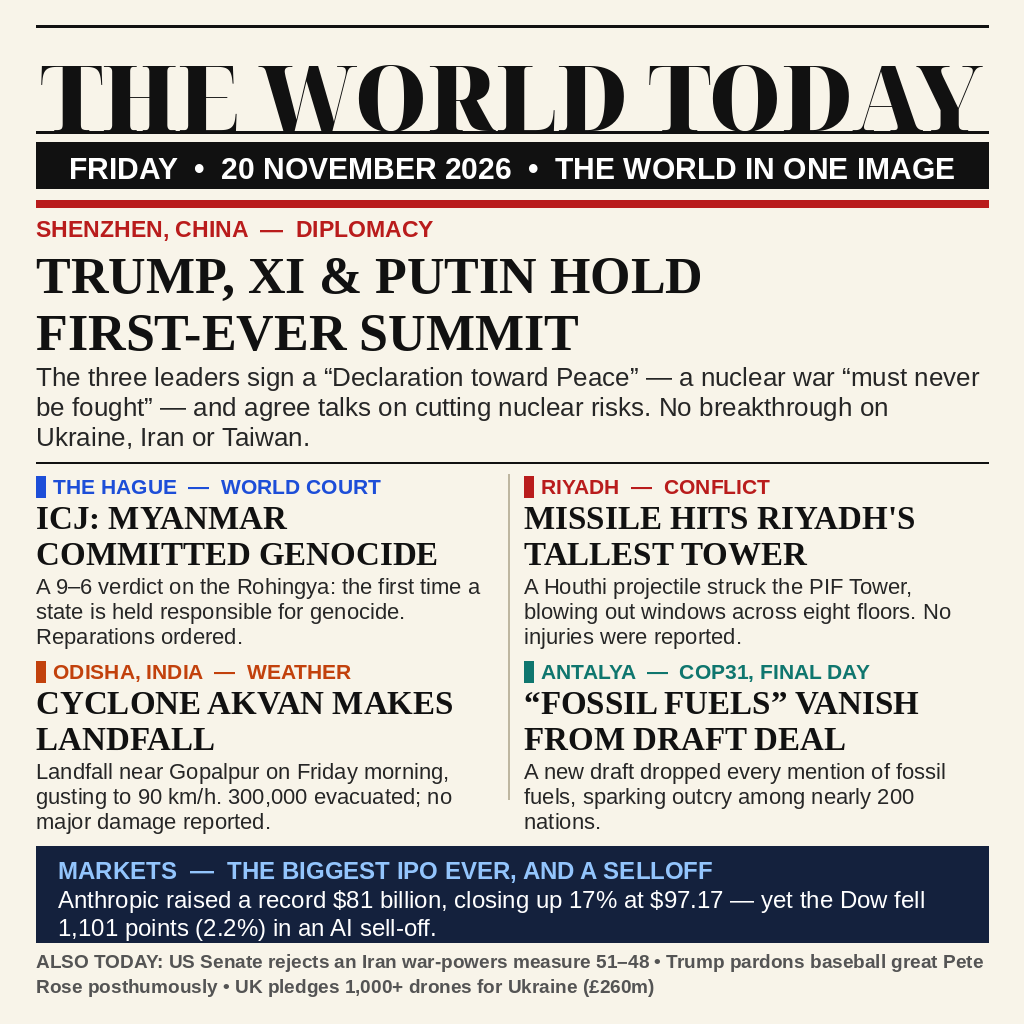 THE WORLD TODAY
FRIDAY • 20 NOVEMBER 2026 • THE WORLD IN ONE IMAGE
SHENZHEN, CHINA — DIPLOMACY
TRUMP, XI & PUTIN HOLD
FIRST-EVER SUMMIT
The three leaders sign a “Declaration toward Peace” — a nuclear war “must never
be fought” — and agree talks on cutting nuclear risks. No breakthrough on
Ukraine, Iran or Taiwan.
THE HAGUE — WORLD COURT
ICJ: MYANMAR
COMMITTED GENOCIDE
A 9–6 verdict on the Rohingya: the first time a
state is held responsible for genocide.
Reparations ordered.
RIYADH — CONFLICT
MISSILE HITS RIYADH'S
TALLEST TOWER
A Houthi projectile struck the PIF Tower,
blowing out windows across eight floors. No
injuries were reported.
ODISHA, INDIA — WEATHER
CYCLONE AKVAN MAKES
LANDFALL
Landfall near Gopalpur on Friday morning,
gusting to 90 km/h. 300,000 evacuated; no
major damage reported.
ANTALYA — COP31, FINAL DAY
“FOSSIL FUELS” VANISH
FROM DRAFT DEAL
A new draft dropped every mention of fossil
fuels, sparking outcry among nearly 200
nations.
MARKETS — THE BIGGEST IPO EVER, AND A SELLOFF
Anthropic raised a record $81 billion, closing up 17% at $97.17 — yet the Dow fell
1,101 points (2.2%) in an AI sell-off.
ALSO TODAY: US Senate rejects an Iran war-powers measure 51–48 • Trump pardons baseball great Pete
Rose posthumously • UK pledges 1,000+ drones for Ukraine (£260m)